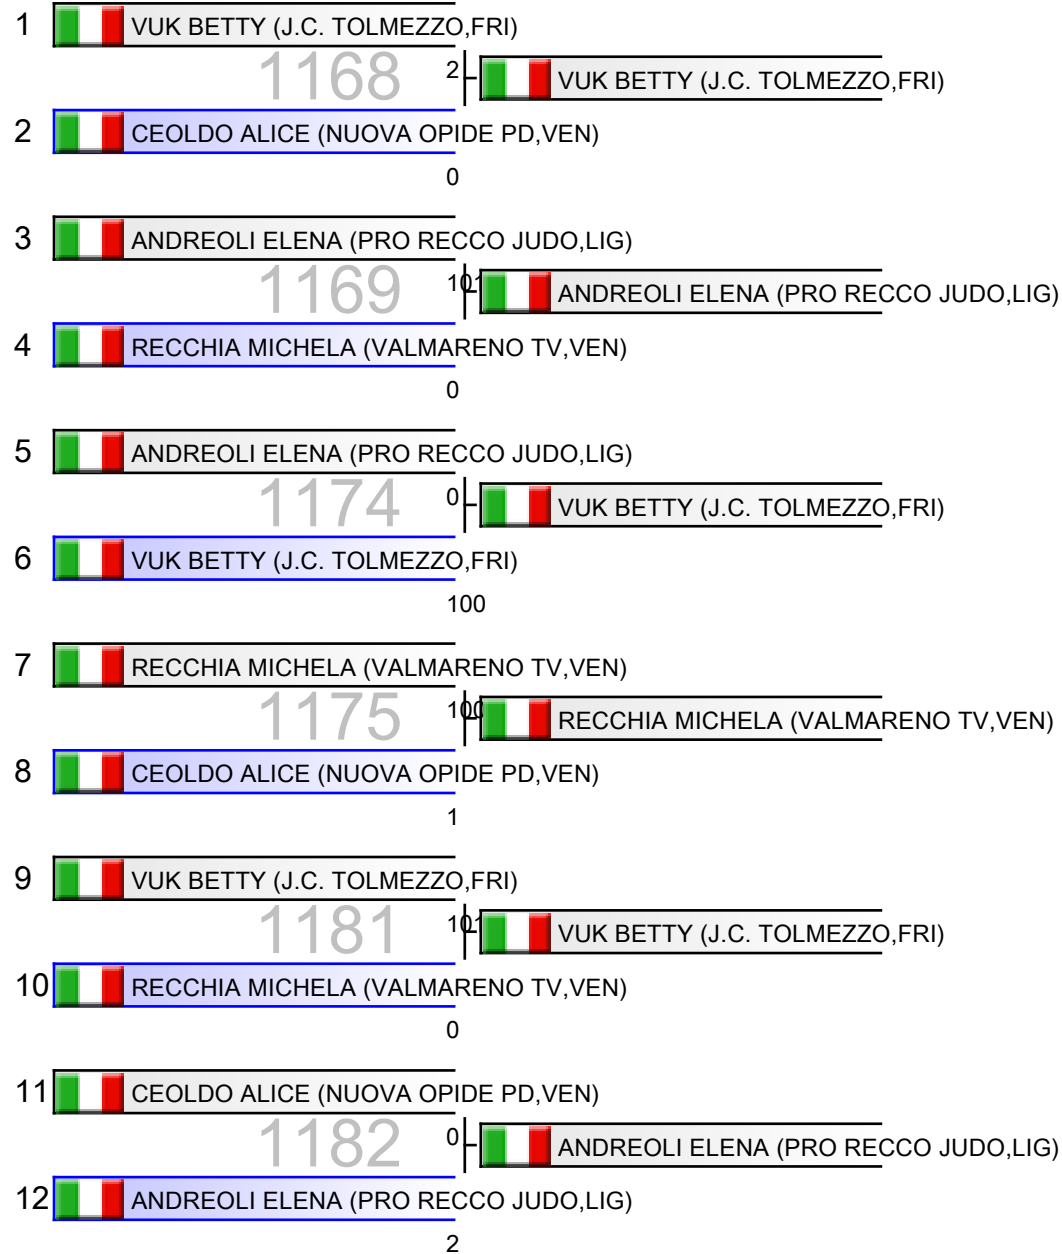 1 VUK BETTY (J.C. TOLMEZZO,FRI)
1168 2 VUK BETTY (J.C. TOLMEZZO,FRI)
2 CEOLDO ALICE (NUOVA OPIDE PD,VEN)
0
3 ANDREOLI ELENA (PRO RECCO JUDO,LIG)
1169 ANDREOLI ELENA (PRO RECCO JUDO,LIG)
4 RECCHIA MICHELA (VALMARENO TV,VEN)
0
5 ANDREOLI ELENA (PRO RECCO JUDO,LIG)
1174 0 VUK BETTY (J.C. TOLMEZZO,FRI)
6 VUK BETTY (J.C. TOLMEZZO,FRI)
100
7 RECCHIA MICHELA (VALMARENO TV,VEN)
1175 100 RECCHIA MICHELA (VALMARENO TV,VEN)
8 CEOLDO ALICE (NUOVA OPIDE PD,VEN)
1
9 VUK BETTY (J.C. TOLMEZZO,FRI)
1181 VUK BETTY (J.C. TOLMEZZO,FRI)
10 RECCHIA MICHELA (VALMARENO TV,VEN)
0
11 CEOLDO ALICE (NUOVA OPIDE PD,VEN)
1182 0 ANDREOLI ELENA (PRO RECCO JUDO,LIG)
12 ANDREOLI ELENA (PRO RECCO JUDO,LIG)
2